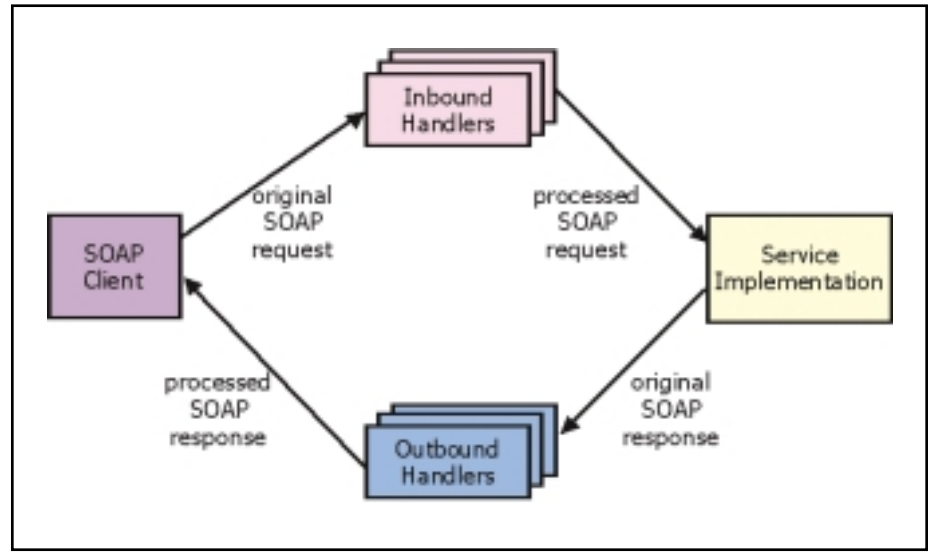 Inbound
Handlers
original
SOAP
request
processed
SOAP
request
SOAP
Client
Service
Implementation
processed
SOAP
response
original
SOAP
response
Outbound
Handlers